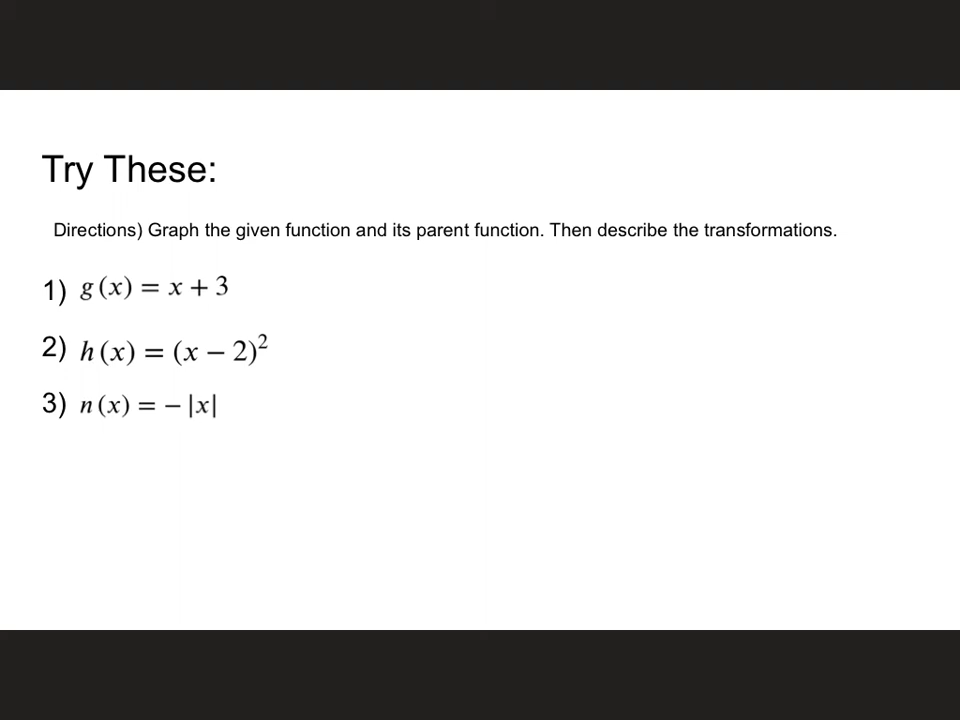 Try These:
Directions) Graph the given function and its parent function. Then describe the transformations.
1) g (x) = x + 3
2) h (x) = (x − 2)²
3) n (x) = − |x|